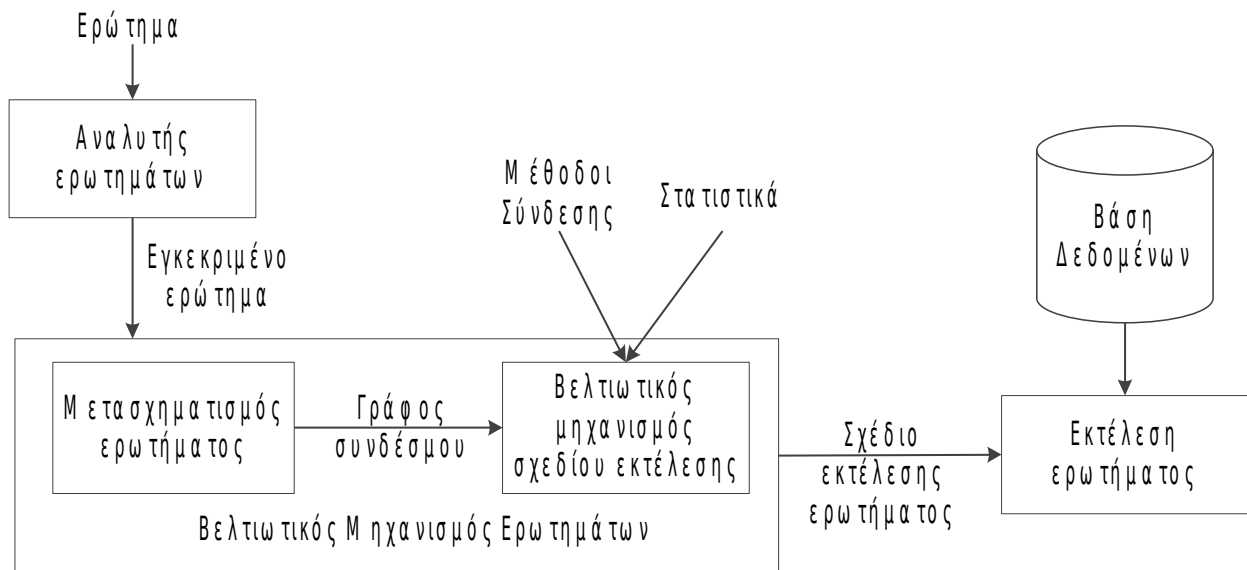 Ερώτημα
Αναλυτής
ερωτημάτων
Εγκεκριμένο
ερώτημα
Μέθοδοι
Σύνδεσης
Στατιστικά
Βάση
Δεδομένων
Μετασχηματισμός
ερωτήματος
Γράφος
συνδέσμου
Βελτιωτικός
μηχανισμός
σχεδίου εκτέλεσης
Βελτιωτικός Μηχανισμός Ερωτημάτων
Σχέδιο
εκτέλεσης
ερωτήματος
Εκτέλεση
ερωτήματος